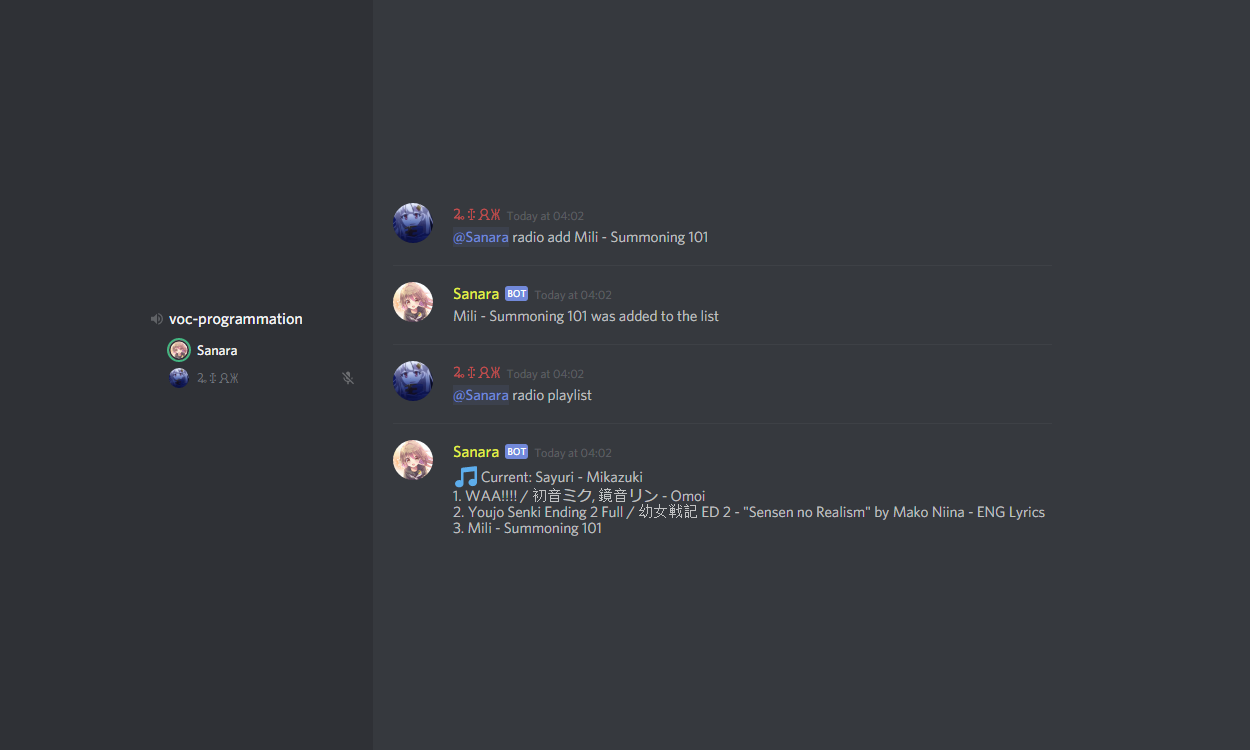 voc-programmation
Sanara
Today at 04:02
@Sanara radio add Mili - Summoning 101
Sanara BOT Today at 04:02
Mili - Summoning 101 was added to the list
Today at 04:02
@Sanara radio playlist
Sanara BOT Today at 04:02
🎵 Current: Sayuri - Mikazuki
1. WAA!!!! / 初音ミク, 鏡音リン - Omoi
2. Youjo Senki Ending 2 Full / 幼女戦記 ED 2 - "Sensen no Realism" by Mako Niina - ENG Lyrics
3. Mili - Summoning 101